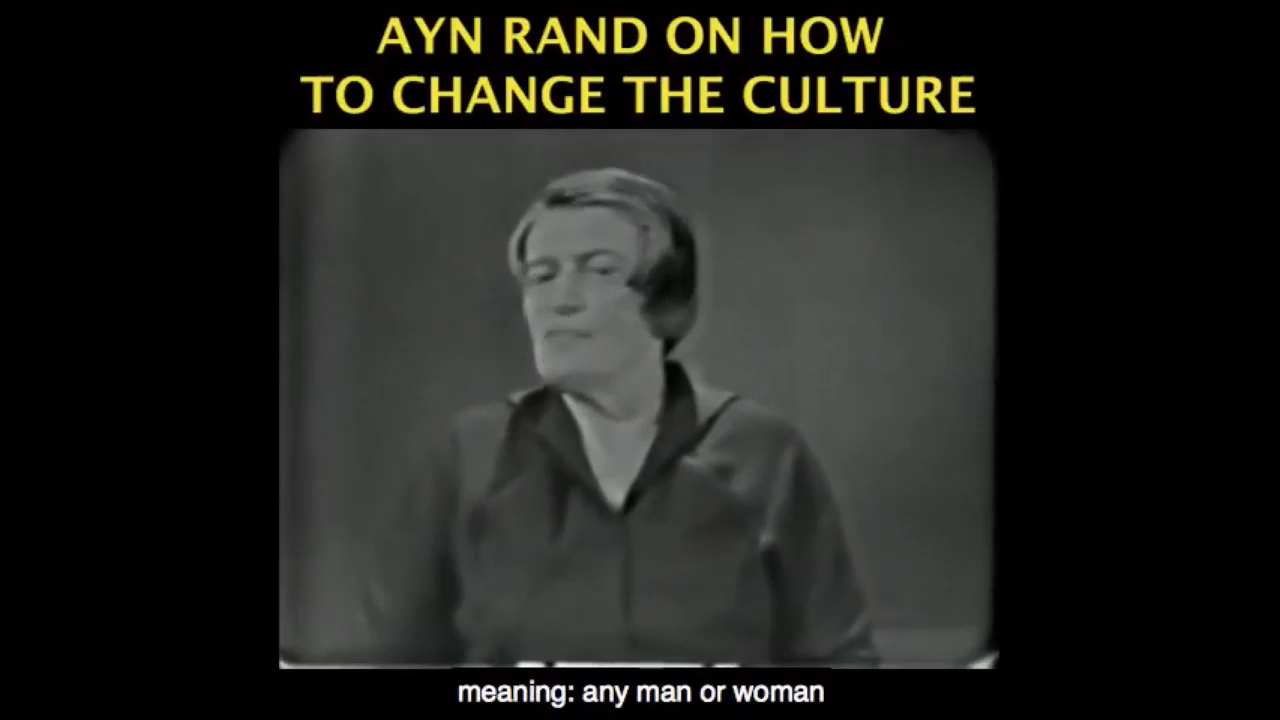 AYN RAND ON HOW
TO CHANGE THE CULTURE
meaning: any man or woman